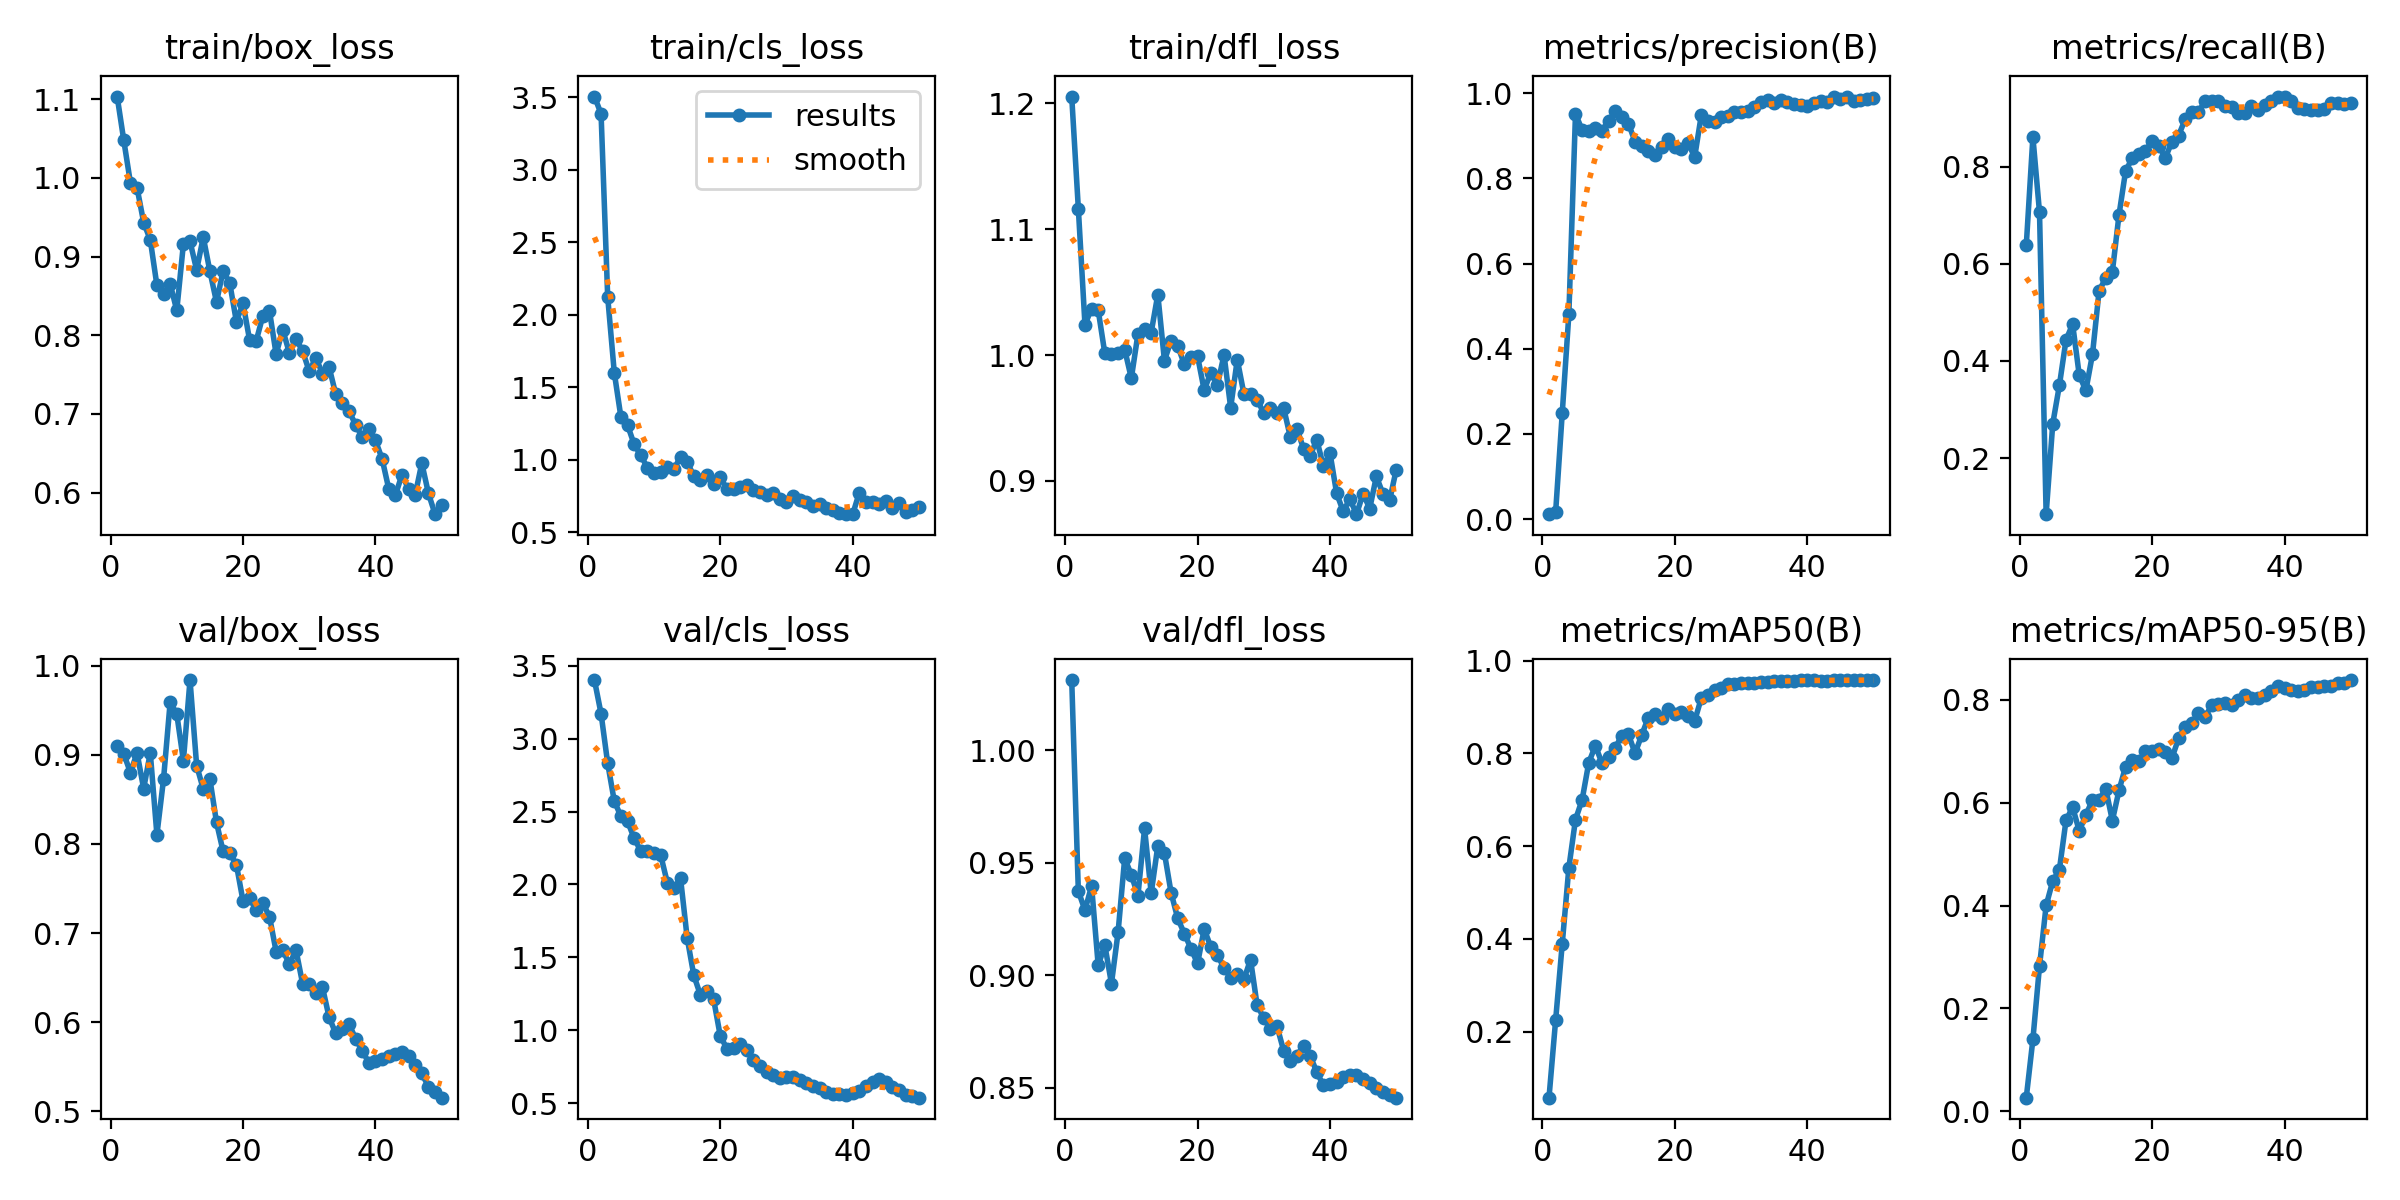 train/box_loss
1.1
1.0
0.9
0.8
0.7
0.6
0 20 40
train/cls_loss
results
smooth
3.5
3.0
2.5
2.0
1.5
1.0
0.5
0 20 40
train/dfl_loss
1.2
1.1
1.0
0.9
0 20 40
metrics/precision(B)
1.0
0.8
0.6
0.4
0.2
0.0
0 20 40
metrics/recall(B)
0.8
0.6
0.4
0.2
0 20 40
val/box_loss
1.0
0.9
0.8
0.7
0.6
0.5
0 20 40
val/cls_loss
3.5
3.0
2.5
2.0
1.5
1.0
0.5
0 20 40
val/dfl_loss
1.00
0.95
0.90
0.85
0 20 40
metrics/mAP50(B)
1.0
0.8
0.6
0.4
0.2
0 20 40
metrics/mAP50-95(B)
0.8
0.6
0.4
0.2
0.0
0 20 40